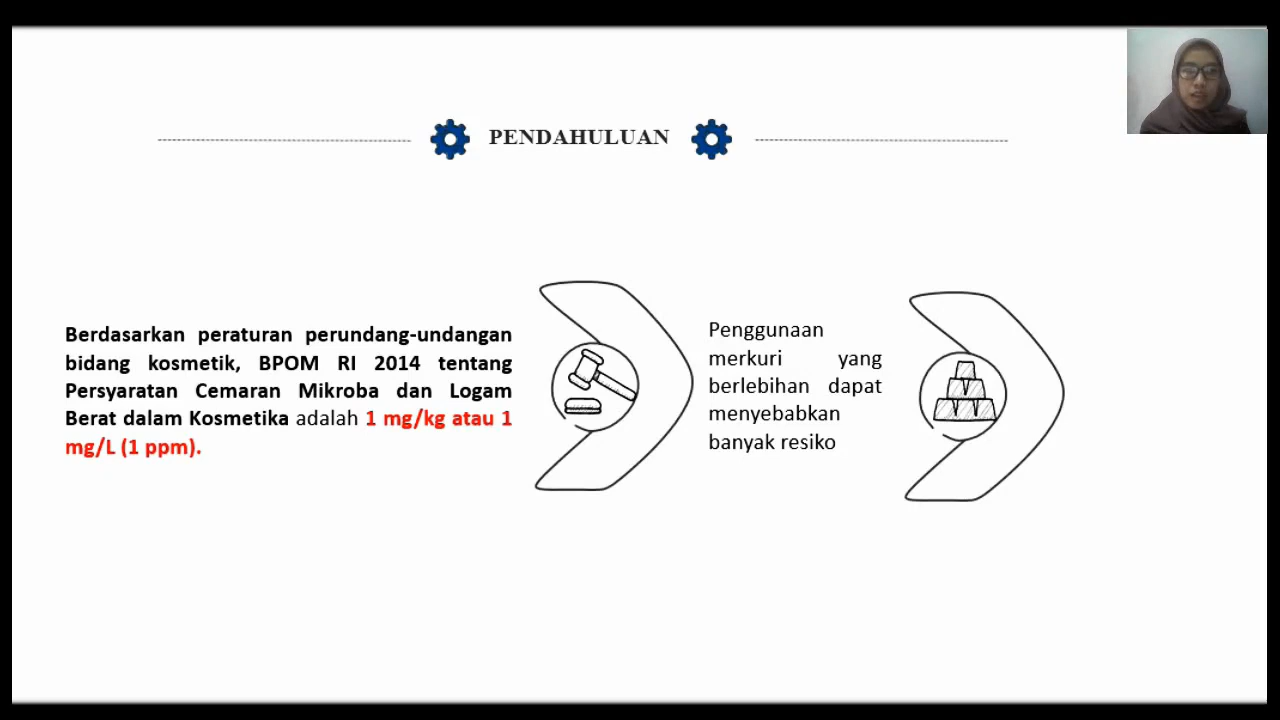 PENDAHULUAN
Berdasarkan peraturan perundang-undangan
bidang kosmetik, BPOM RI 2014 tentang
Persyaratan Cemaran Mikroba dan Logam
Berat dalam Kosmetika adalah 1 mg/kg atau 1
mg/L (1 ppm).
Penggunaan
merkuri yang
berlebihan dapat
menyebabkan
banyak resiko